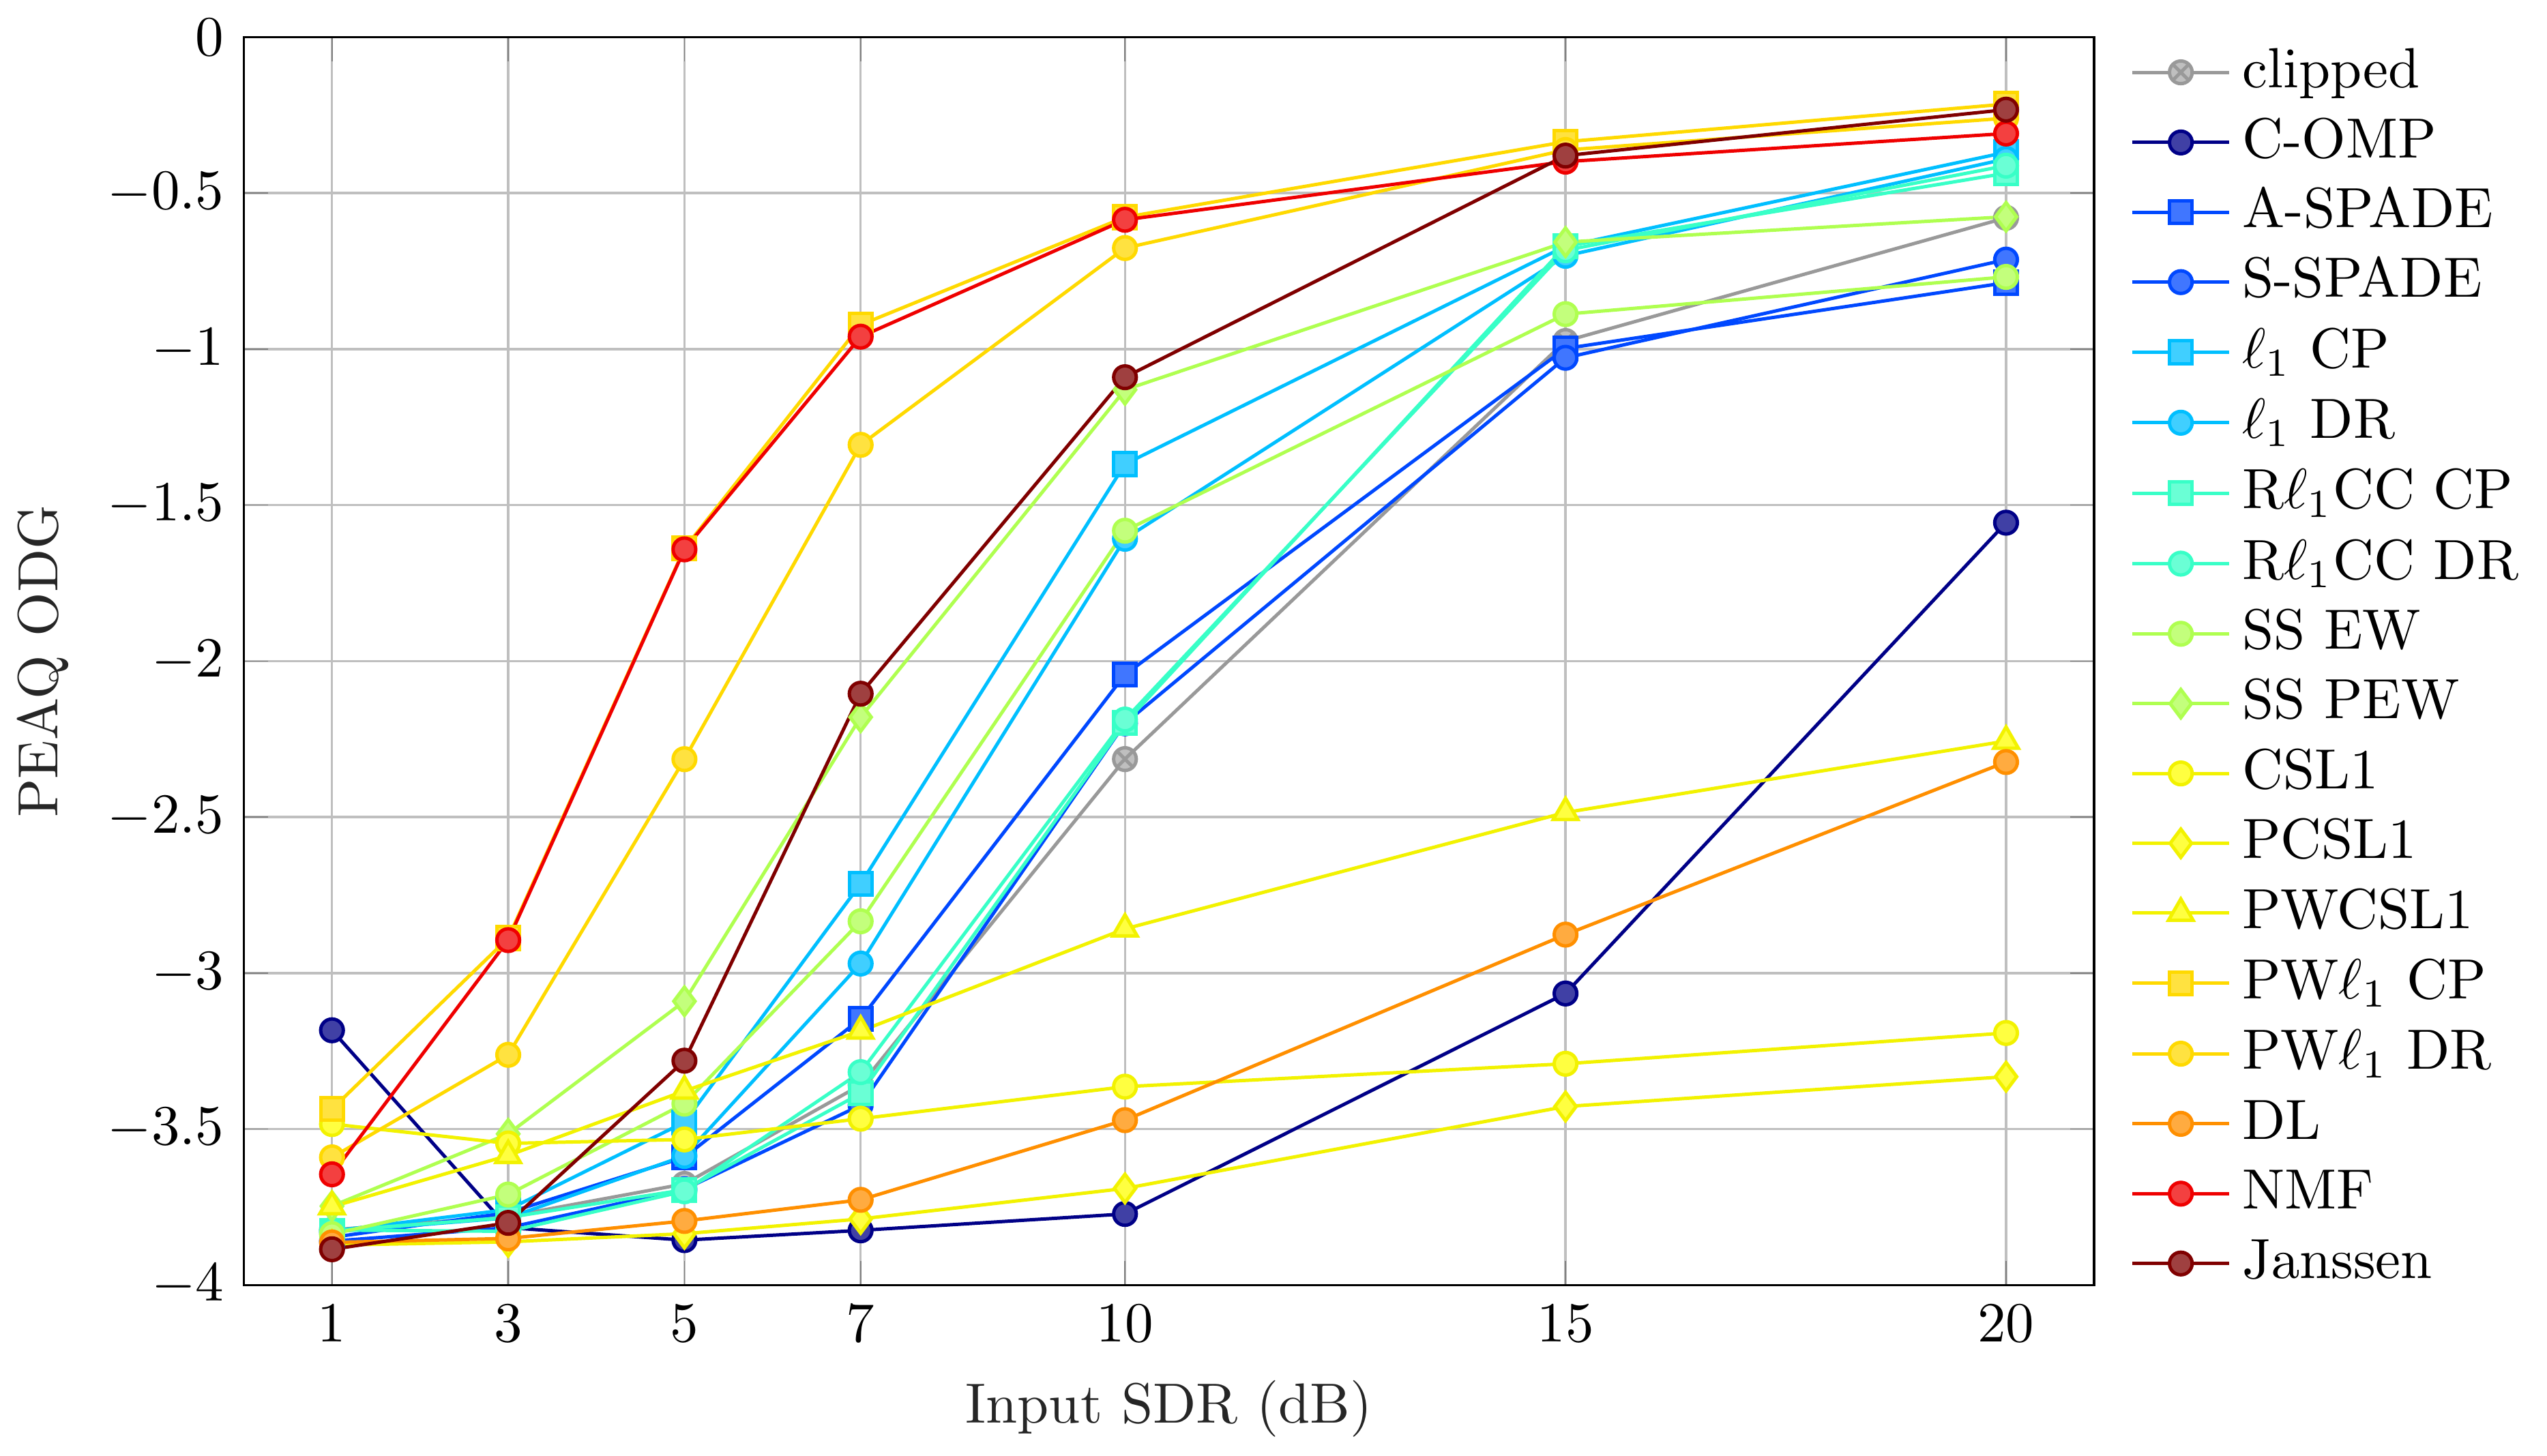 0
−0.5
−1
−1.5
−2
−2.5
−3
−3.5
−4
PEAQ ODG
1 3 5 7 10 15 20
Input SDR (dB)
clipped
C-OMP
A-SPADE
S-SPADE
ℓ₁ CP
ℓ₁ DR
Rℓ₁CC CP
Rℓ₁CC DR
SS EW
SS PEW
CSL1
PCSL1
PWCSL1
PWℓ₁ CP
PWℓ₁ DR
DL
NMF
Janssen